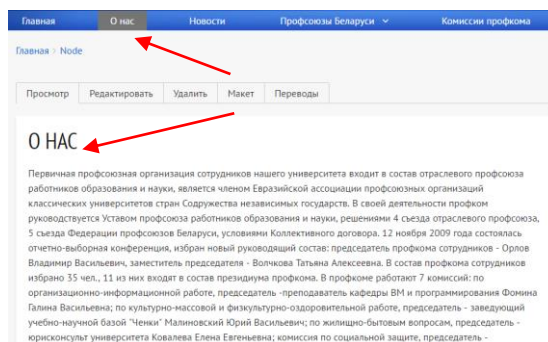 Главная О нас Новости Профсоюзы Беларуси Комиссии профкома
Главная > Node
Просмотр Редактировать Удалить Макет Переводы
О НАС
Первичная профсоюзная организация сотрудников нашего университета входит в состав отраслевого профсоюза
работников образования и науки, является членом Евразийской ассоциации профсоюзных организаций
классических университетов стран Содружества независимых государств. В своей деятельности профком
руководствуется Уставом профсоюза работников образования и науки, решениями 4 съезда отраслевого профсоюза,
5 съезда Федерации профсоюзов Беларуси, условиями Коллективного договора. 12 ноября 2009 года состоялась
отчетно-выборная конференция, избран новый руководящий состав: председатель профкома сотрудников - Орлов
Владимир Васильевич, заместитель председателя - Волчкова Татьяна Алексеевна. В состав профкома сотрудников
избрано 35 чел., 11 из них входят в состав президиума профкома. В профкоме работают 7 комиссий: по
организационно-информационной работе, председатель -преподаватель кафедры ВМ и программирования Фомина
Галина Васильевна; по культурно-массовой и физкультурно-оздоровительной работе, председатель - заведующий
учебно-научной базой "Ченки" Малиновский Юрий Васильевич; по жилищно-бытовым вопросам, председатель -
юрисконсульт университета Ковалева Елена Евгеньевна; комиссия по социальной защите, председатель -